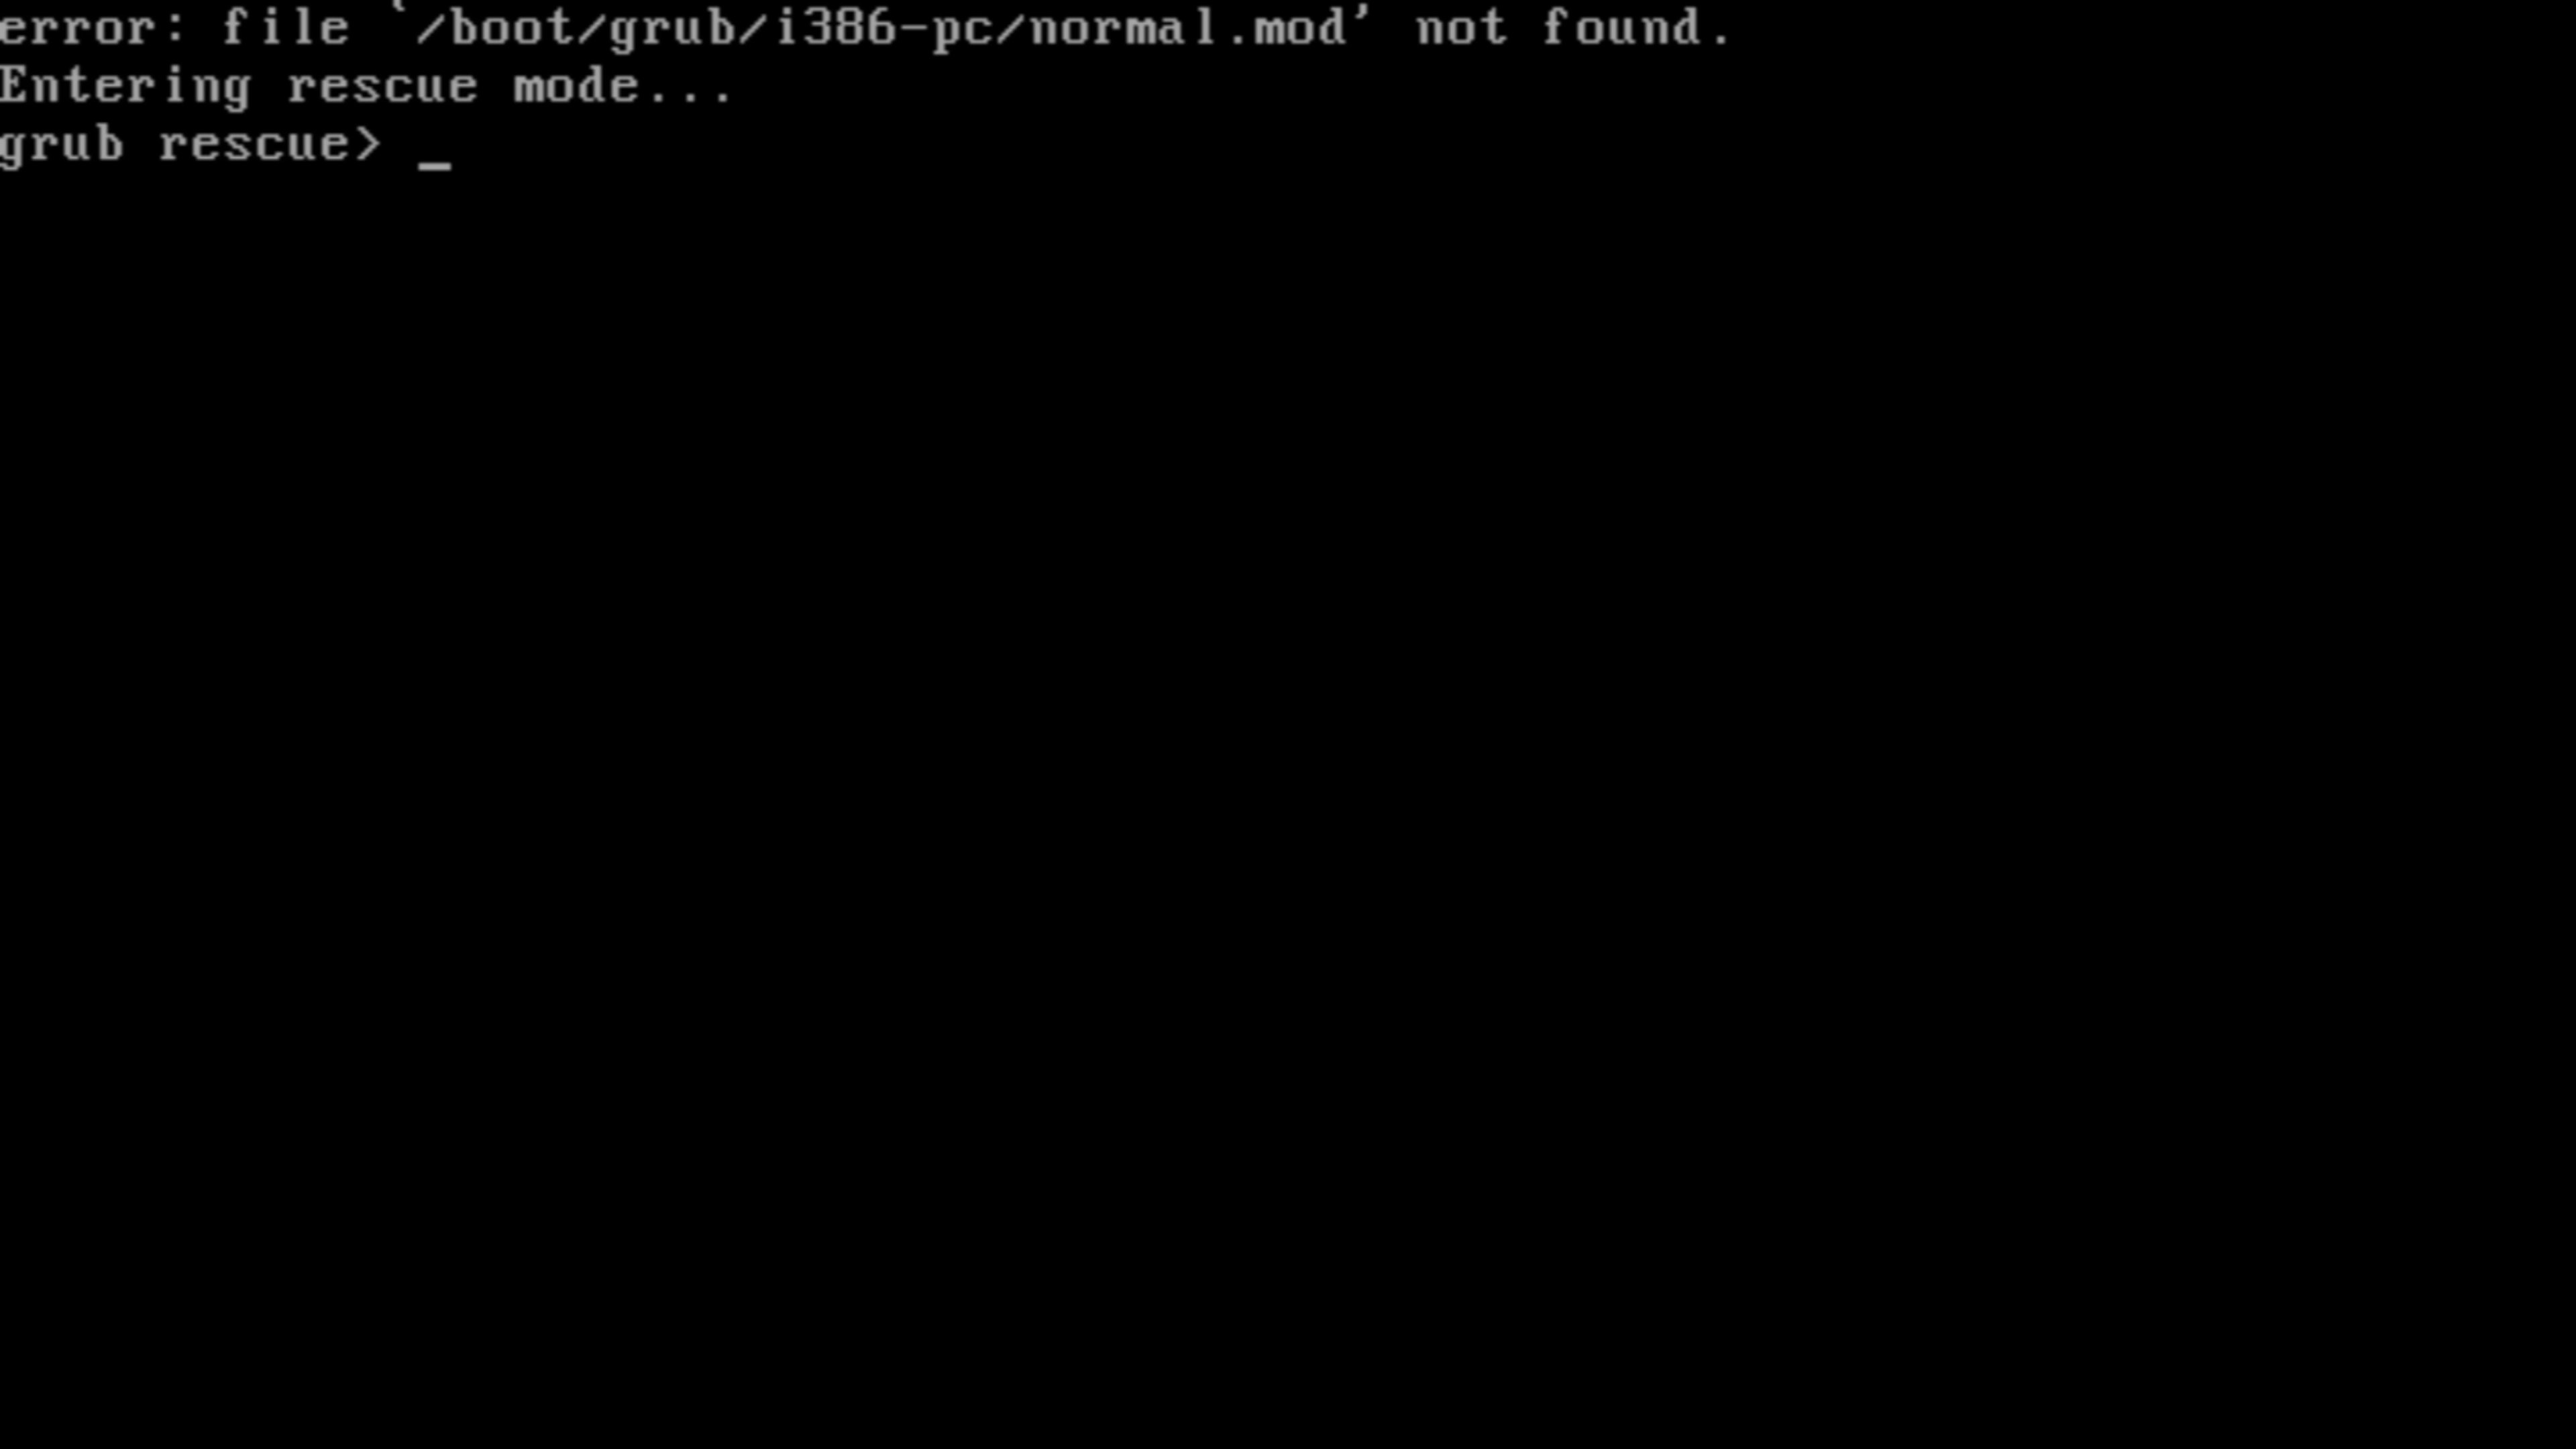 error: file `/boot/grub/i386-pc/normal.mod' not found.
Entering rescue mode...
grub rescue> _